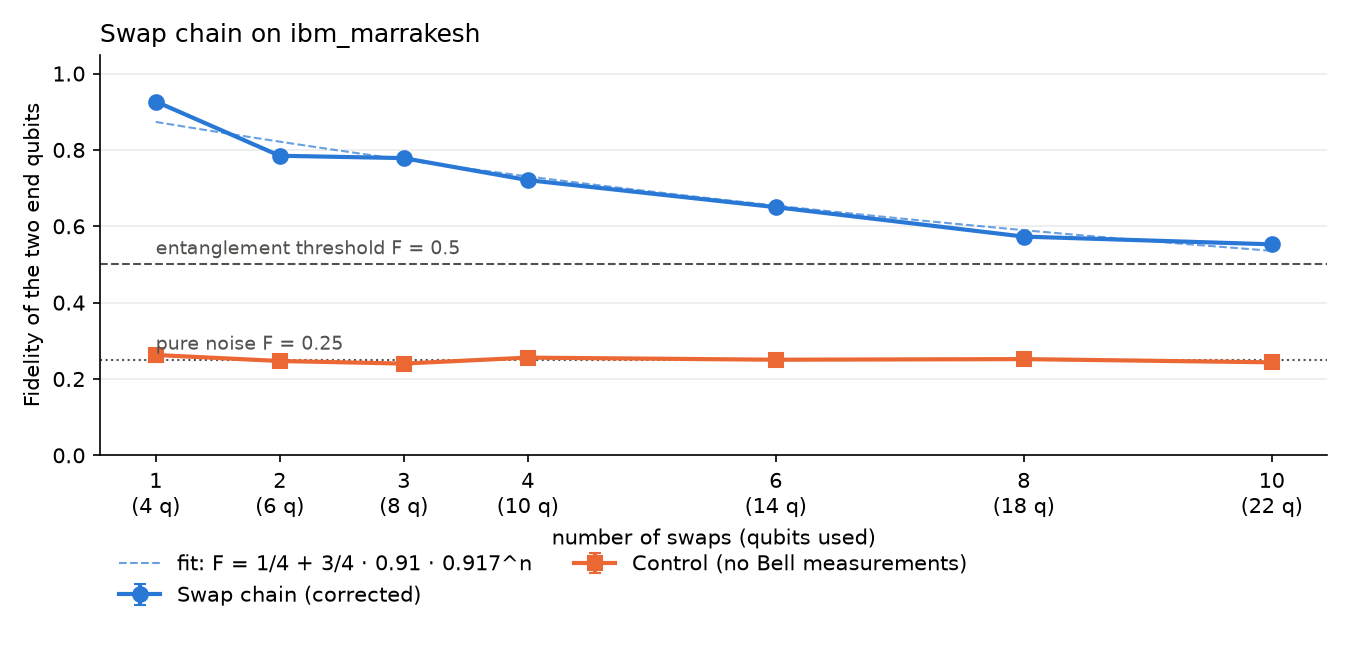 Swap chain on ibm_marrakesh
Fidelity of the two end qubits
1.0
0.8
0.6
0.4
0.2
0.0
entanglement threshold F = 0.5
pure noise F = 0.25
1 2 3 4 6 8 10
(4 q) (6 q) (8 q) (10 q) (14 q) (18 q) (22 q)
number of swaps (qubits used)
fit: F = 1/4 + 3/4 · 0.91 · 0.917^n
Control (no Bell measurements)
Swap chain (corrected)